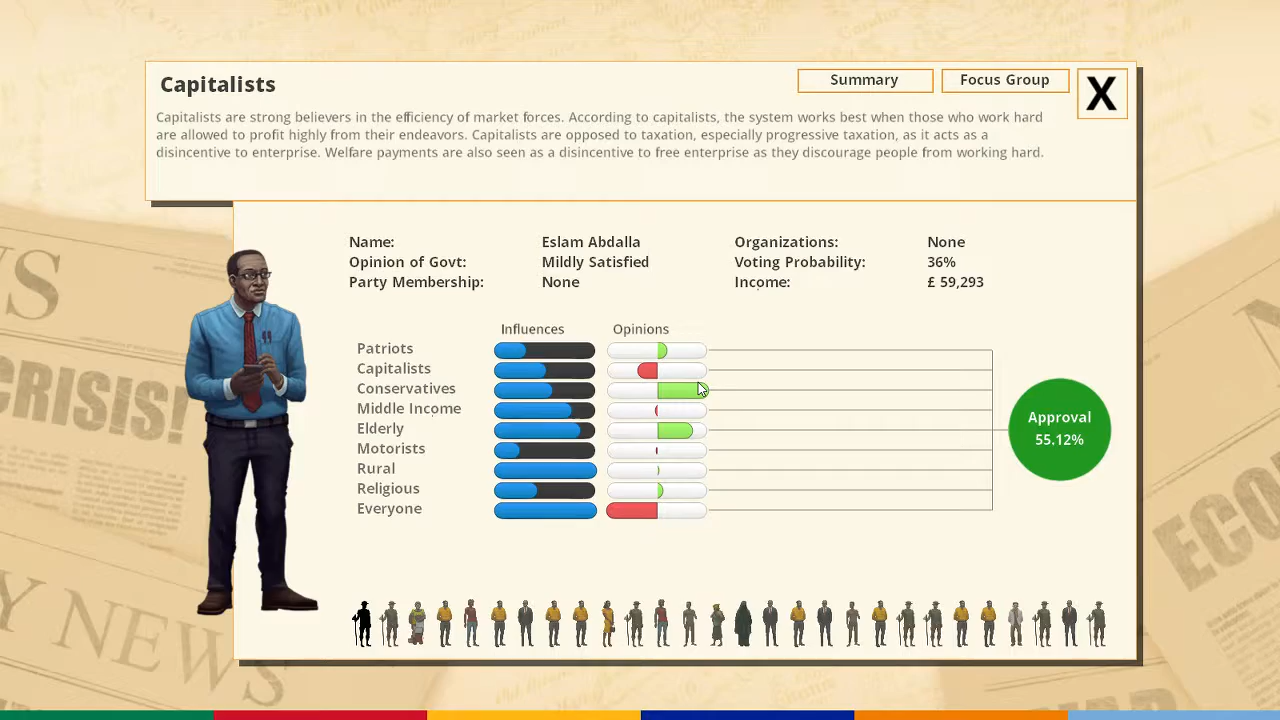 Capitalists
Summary
Focus Group
X
Capitalists are strong believers in the efficiency of market forces. According to capitalists, the system works best when those who work hard
are allowed to profit highly from their endeavors. Capitalists are opposed to taxation, especially progressive taxation, as it acts as a
disincentive to enterprise. Welfare payments are also seen as a disincentive to free enterprise as they discourage people from working hard.
Name: Eslam Abdalla Organizations: None
Opinion of Govt: Mildly Satisfied Voting Probability: 36%
Party Membership: None Income: £ 59,293
Influences Opinions
Patriots
Capitalists
Conservatives
Middle Income
Elderly
Motorists
Rural
Religious
Everyone
Approval
55.12%
CRISIS!
NEWS